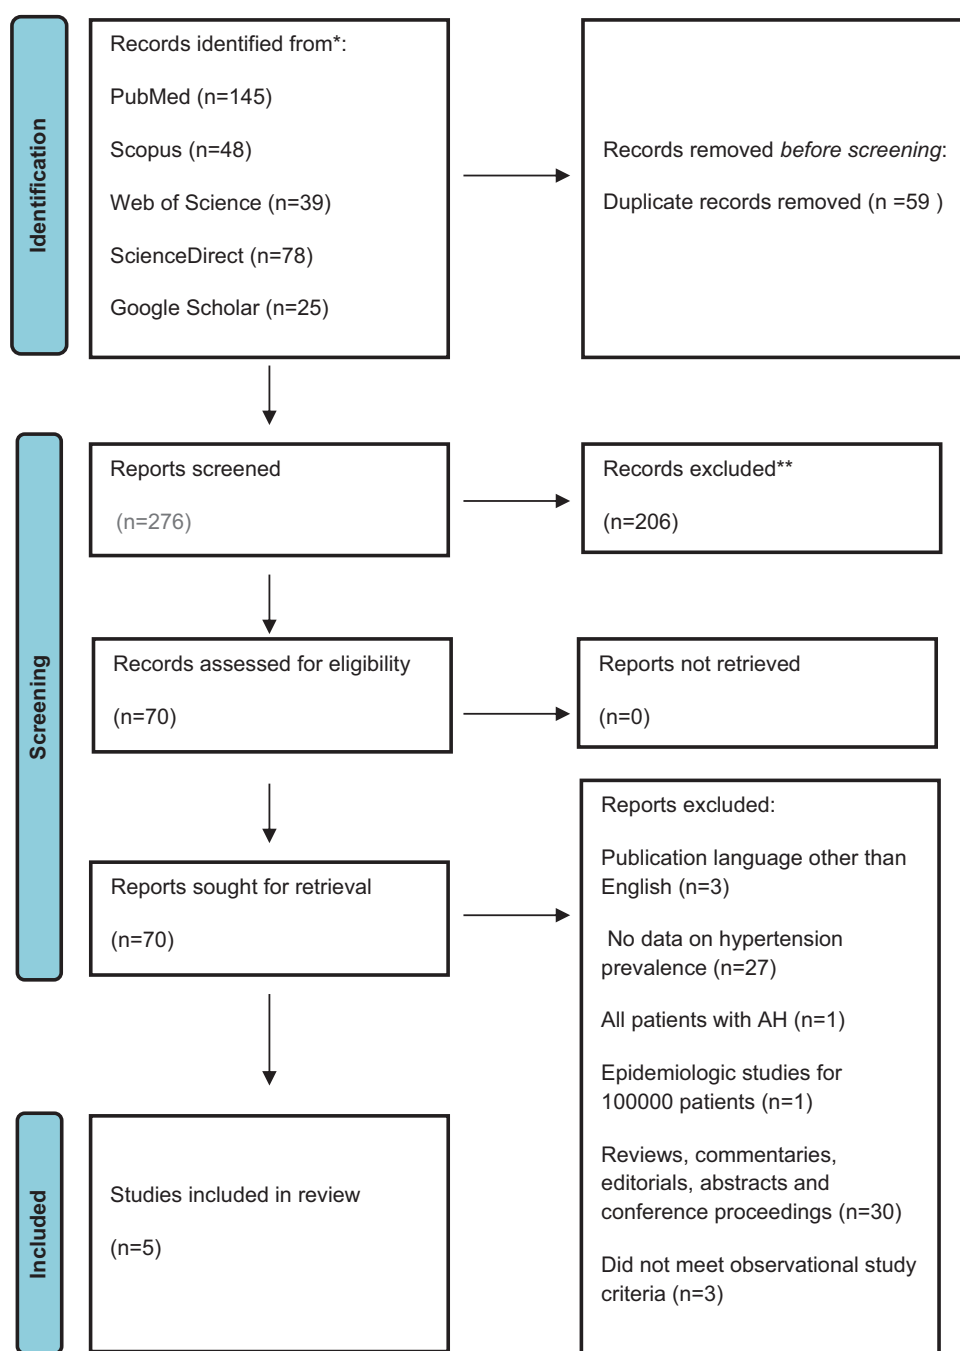 Identification
Records identified from*:
PubMed (n=145)
Scopus (n=48)
Web of Science (n=39)
ScienceDirect (n=78)
Google Scholar (n=25)
Records removed before screening:
Duplicate records removed (n =59 )
Screening
Reports screened
(n=276)
Records excluded**
(n=206)
Records assessed for eligibility
(n=70)
Reports not retrieved
(n=0)
Reports sought for retrieval
(n=70)
Reports excluded:
Publication language other than
English (n=3)
No data on hypertension
prevalence (n=27)
All patients with AH (n=1)
Epidemiologic studies for
100000 patients (n=1)
Reviews, commentaries,
editorials, abstracts and
conference proceedings (n=30)
Did not meet observational study
criteria (n=3)
Included
Studies included in review
(n=5)